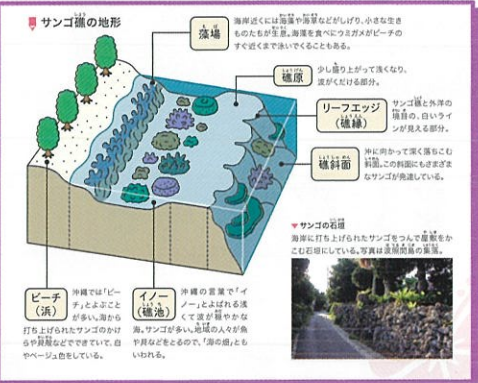 サンゴ礁の地形
藻場
海岸近くには海藻や海草などがしげり、小さな生き
ものたちが生息。海藻を食べにウミガメがビーチの
すぐ近くまで泳いでくることもある。
礁原
少し盛り上がって浅くなり、
波がくだける部分。
リーフエッジ
(礁縁)
サンゴ礁と外洋の
境目の、白いライ
ンが見える部分。
礁斜面
沖に向かって深く落ちこむ
斜面。この斜面にもさまざま
なサンゴが発達している。
▼サンゴの石垣
海岸に打ち上げられたサンゴをつんで屋敷をか
こむ石垣にしている。写真は波照間島の集落。
ビーチ
(浜)
沖縄では「ビー
チ」とよぶこと
が多い。海から
打ち上げられたサンゴのかけ
らや貝殻などでできていて、白
やベージュ色をしている。
イノー
(礁池)
沖縄の言葉で「イ
ノー」とよばれる浅
くて波が穏やかな
海。サンゴが多い。地域の人々が魚
や貝などをとるので、「海の畑」とも
いわれる。